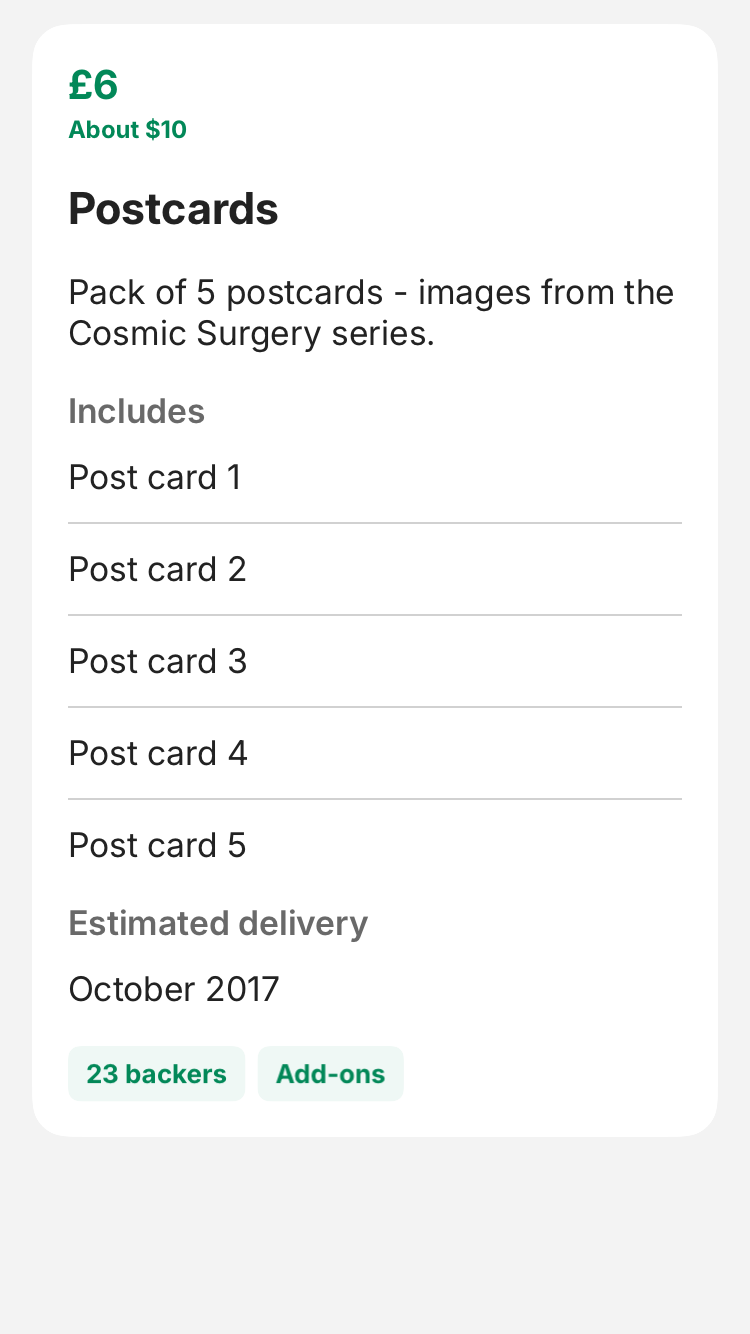 £6
About $10
Postcards
Pack of 5 postcards - images from the
Cosmic Surgery series.
Includes
Post card 1
Post card 2
Post card 3
Post card 4
Post card 5
Estimated delivery
October 2017
23 backers
Add-ons